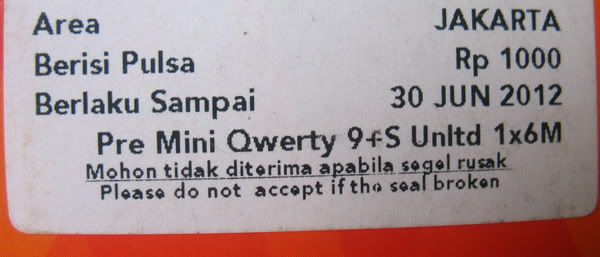 Area JAKARTA
Berisi Pulsa Rp 1000
Berlaku Sampai 30 JUN 2012
Pre Mini Qwerty 9+S Unltd 1x6M
Mohon tidak diterima apabila segel rusak
Please do not accept if the seal broken